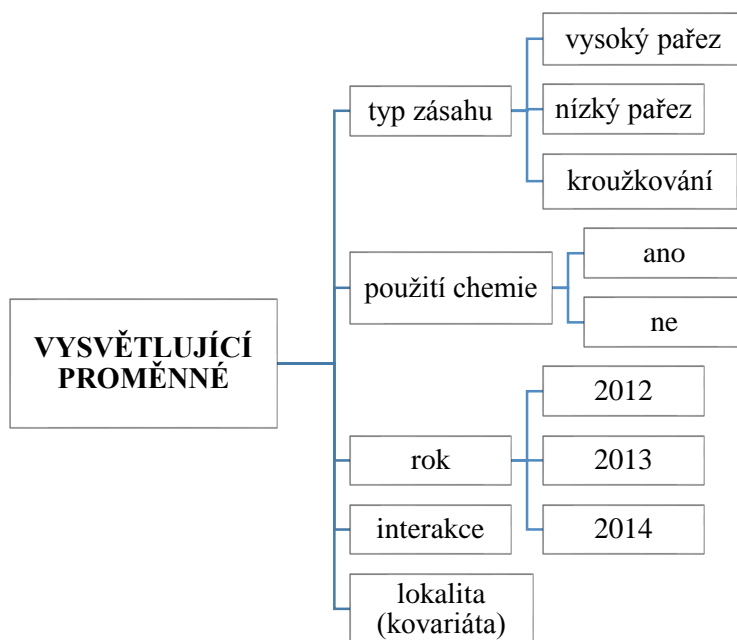 VYSVĚTLUJÍCÍ
PROMĚNNÉ
typ zásahu
vysoký pařez
nízký pařez
kroužkování
použití chemie
ano
ne
rok
2012
2013
2014
interakce
lokalita
(kovariáta)